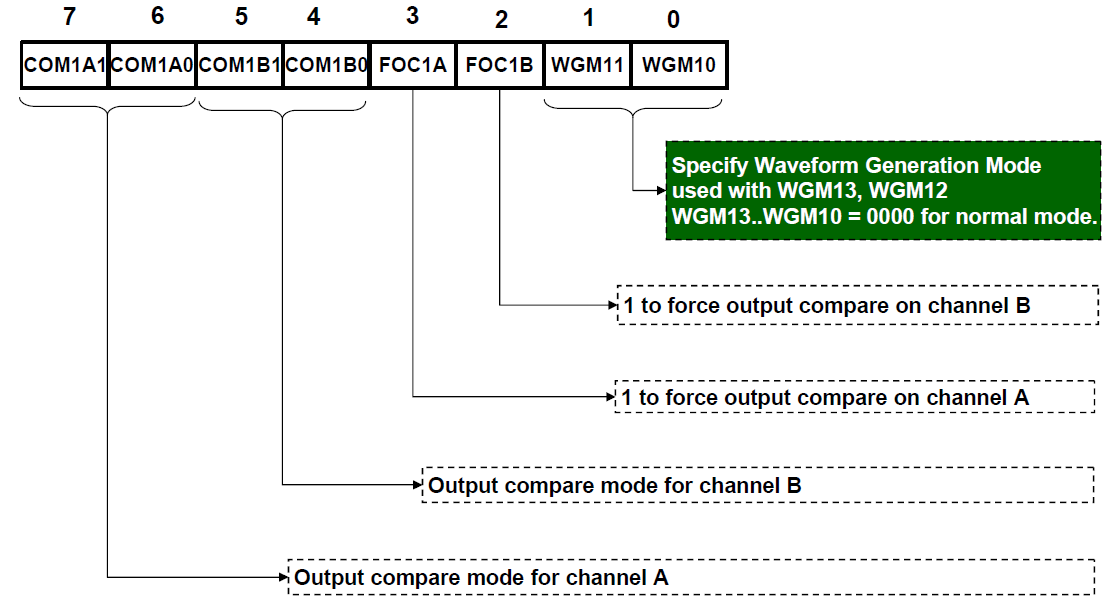 7 6 5 4 3 2 1 0
COM1A1 COM1A0 COM1B1 COM1B0 FOC1A FOC1B WGM11 WGM10
Specify Waveform Generation Mode
used with WGM13, WGM12
WGM13..WGM10 = 0000 for normal mode.
1 to force output compare on channel B
1 to force output compare on channel A
Output compare mode for channel B
Output compare mode for channel A